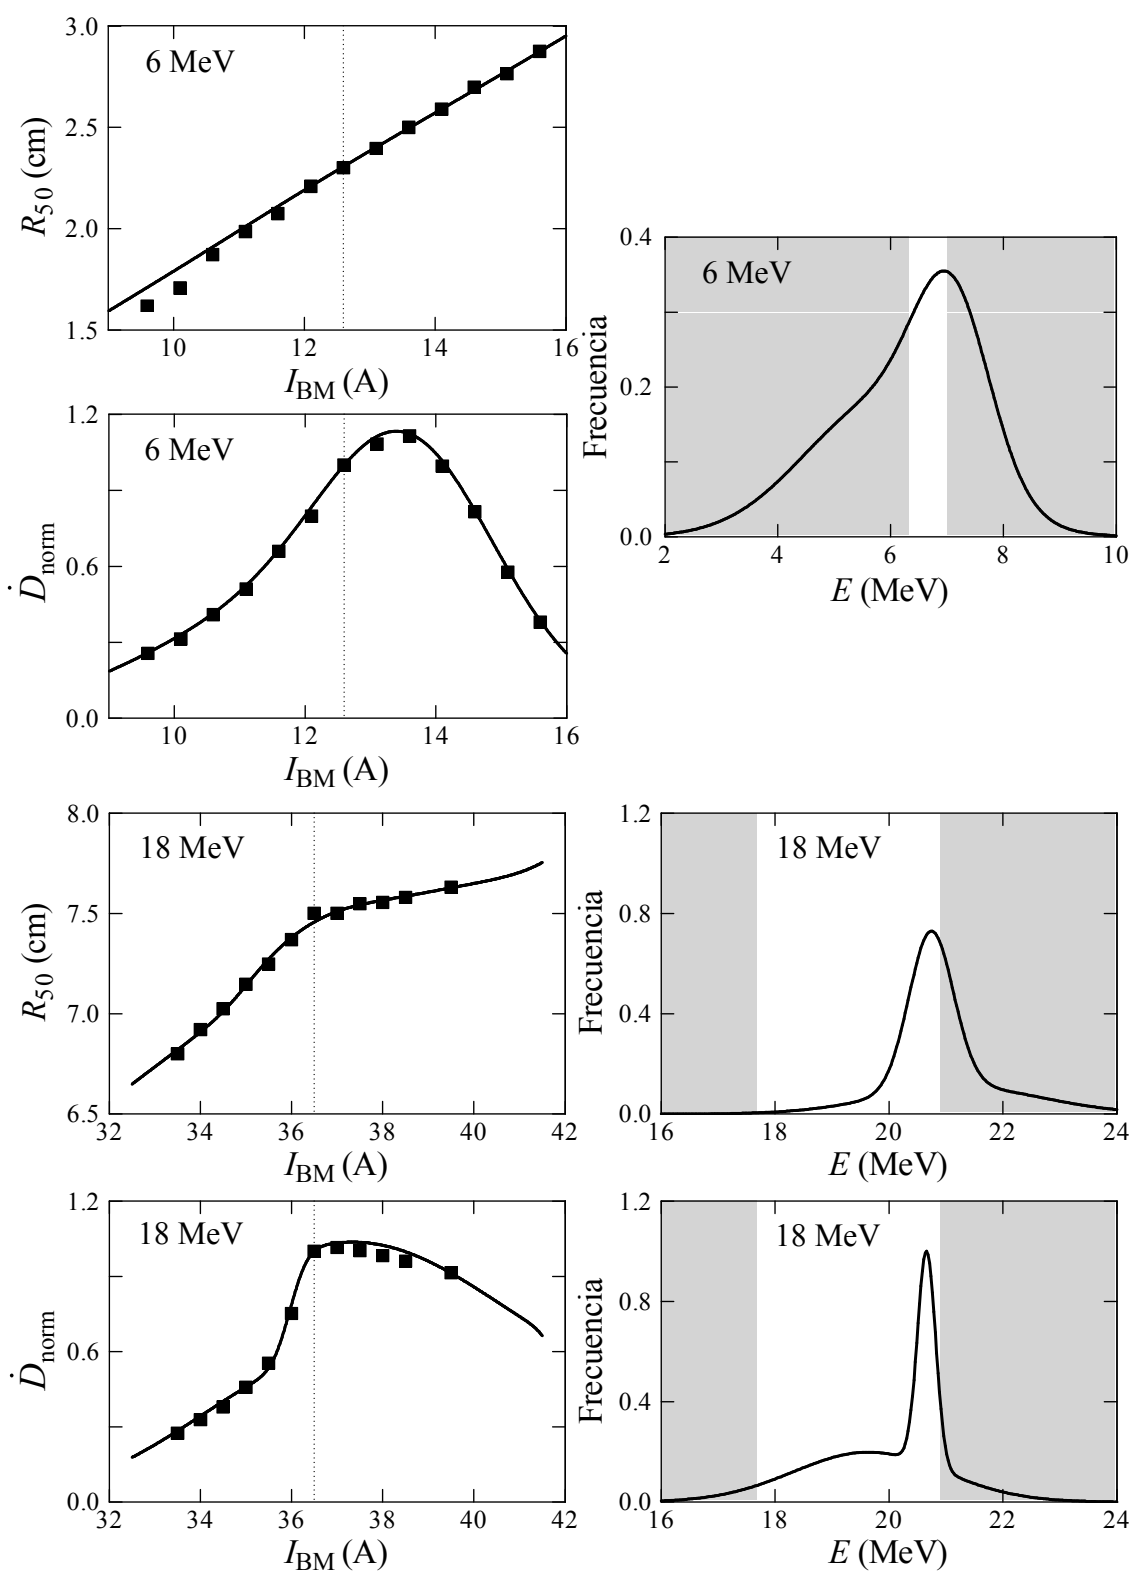 3.0
6 MeV
2.5
R50 (cm)
2.0
1.5
10 12 14 16
IBM (A)
1.2
6 MeV
0.6
Ḋnorm
0.0
10 12 14 16
IBM (A)
0.4
6 MeV
Frecuencia
0.2
0.0
2 4 6 8 10
E (MeV)
8.0
18 MeV
7.5
R50 (cm)
7.0
6.5
32 34 36 38 40 42
IBM (A)
1.2
18 MeV
0.8
Frecuencia
0.4
0.0
16 18 20 22 24
E (MeV)
1.2
18 MeV
0.6
Ḋnorm
0.0
32 34 36 38 40 42
IBM (A)
1.2
18 MeV
0.8
Frecuencia
0.4
0.0
16 18 20 22 24
E (MeV)